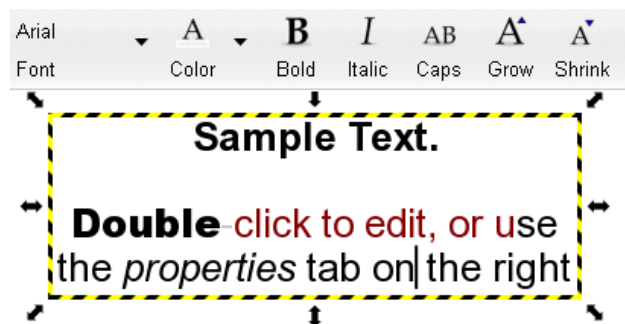 Arial A B I AB A A
Font Color Bold Italic Caps Grow Shrink
Sample Text.
Double-click to edit, or use
the properties tab on the right